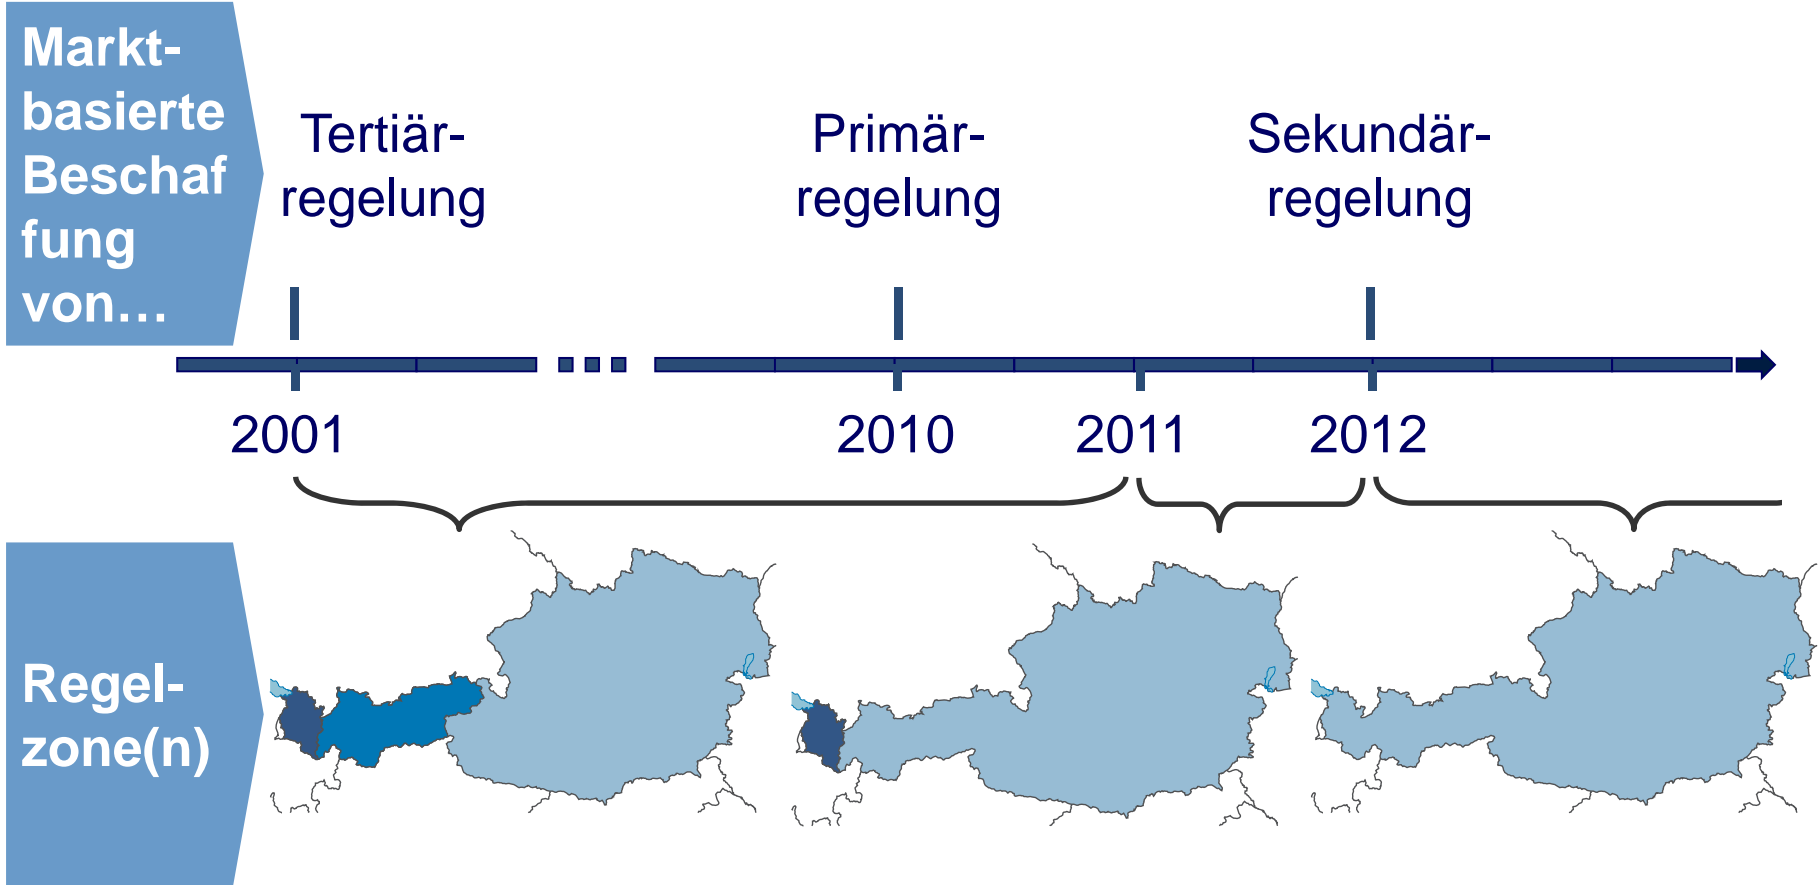 Markt-
basierte
Beschaf
fung
von…
Tertiär-
regelung
Primär-
regelung
Sekundär-
regelung
2001
2010
2011
2012
Regel-
zone(n)